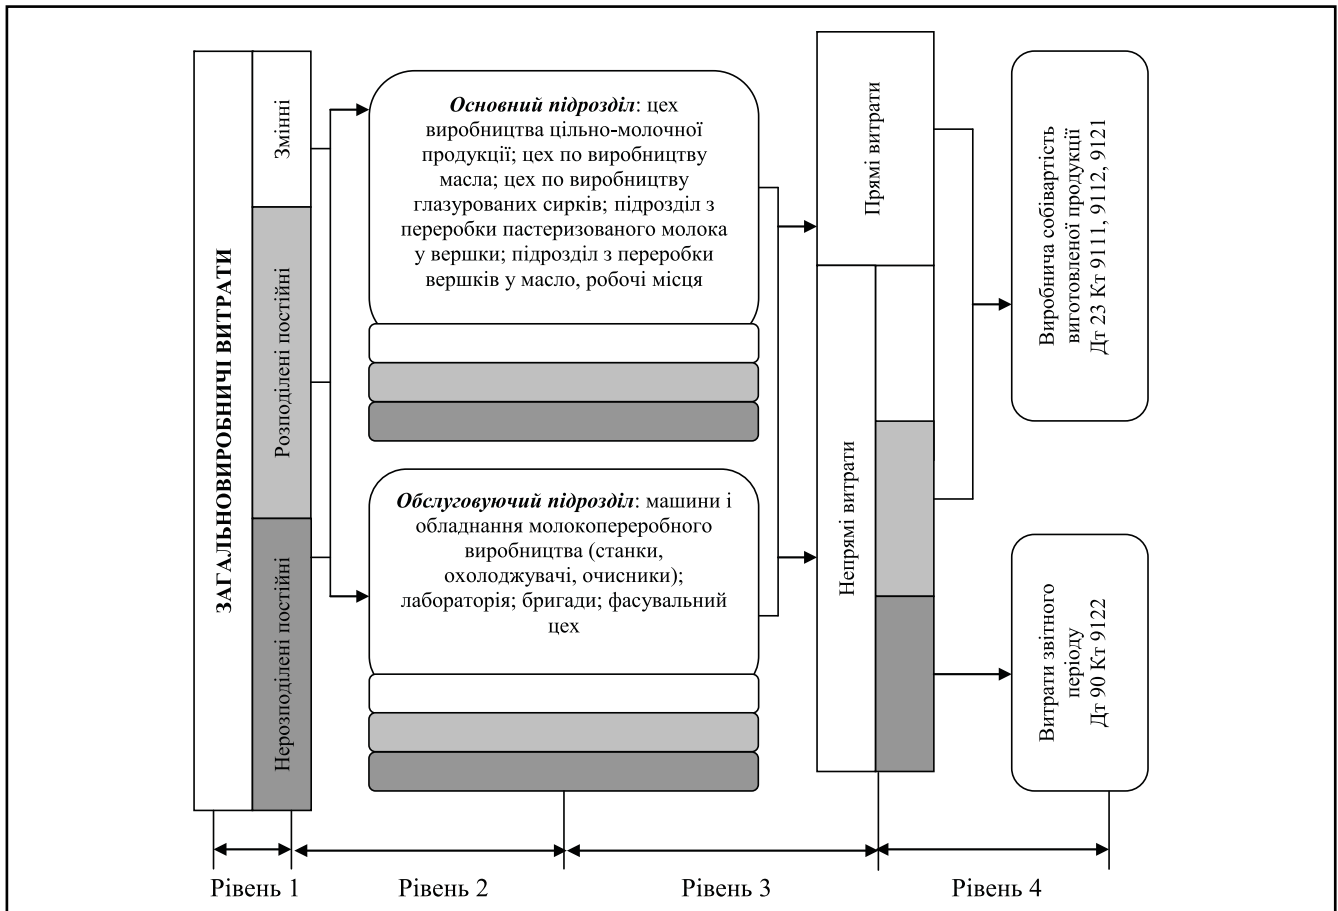 ЗАГАЛЬНОВИРОБНИЧІ ВИТРАТИ
Змінні
Розподілені постійні
Нерозподілені постійні
Основний підрозділ: цех
виробництва цільно-молочної
продукції; цех по виробництву
масла; цех по виробництву
глазурованих сирків; підрозділ з
переробки пастеризованого молока
у вершки; підрозділ з переробки
вершків у масло, робочі місця
Обслуговуючий підрозділ: машини і
обладнання молокопереробного
виробництва (станки,
охолоджувачі, очисники);
лабораторія; бригади; фасувальний
цех
Прямі витрати
Непрямі витрати
Виробнича собівартість
виготовленої продукції
Дт 23 Кт 9111, 9112, 9121
Витрати звітного
періоду
Дт 90 Кт 9122
Рівень 1
Рівень 2
Рівень 3
Рівень 4